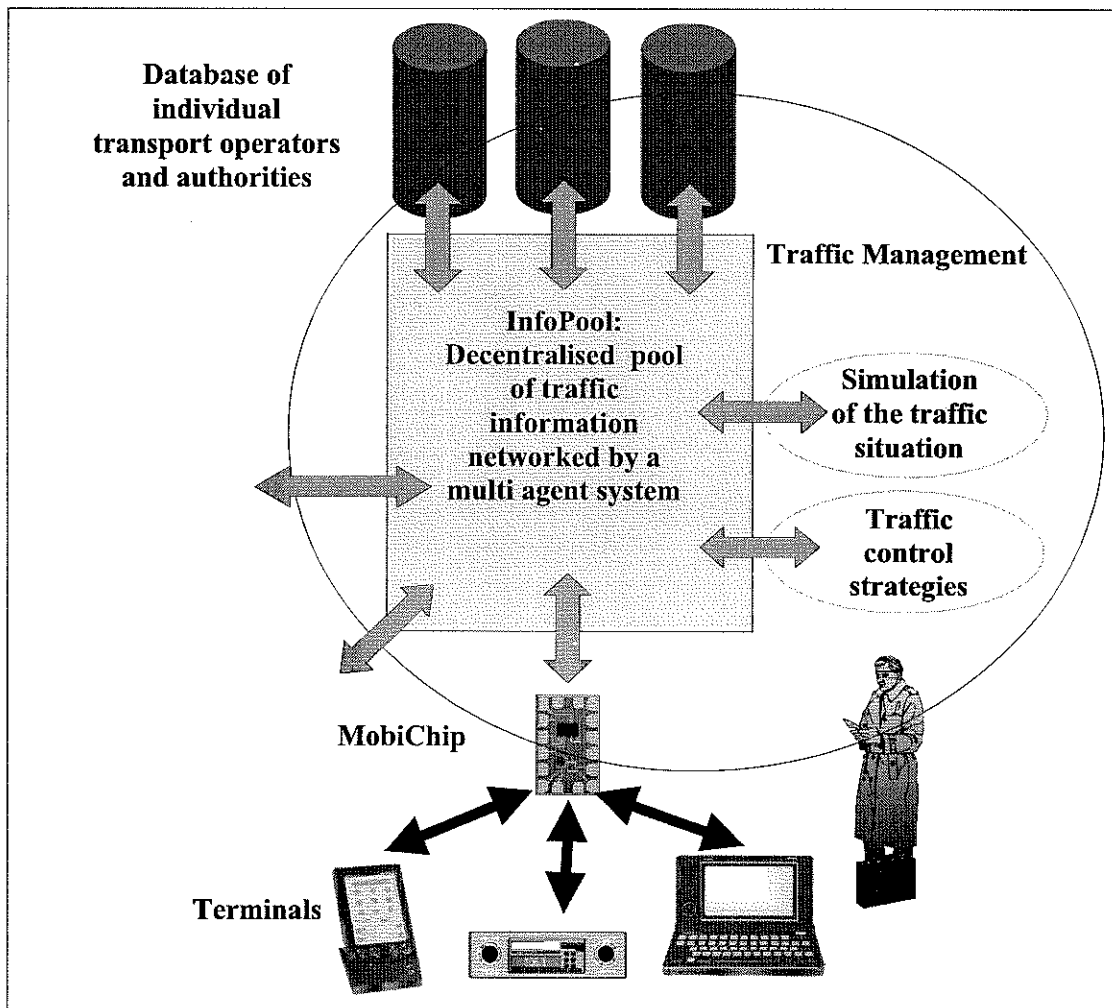 Database of
individual
transport operators
and authorities
Traffic Management
InfoPool:
Decentralised pool
of traffic
information
networked by a
multi agent system
Simulation
of the traffic
situation
Traffic
control
strategies
MobiChip
Terminals